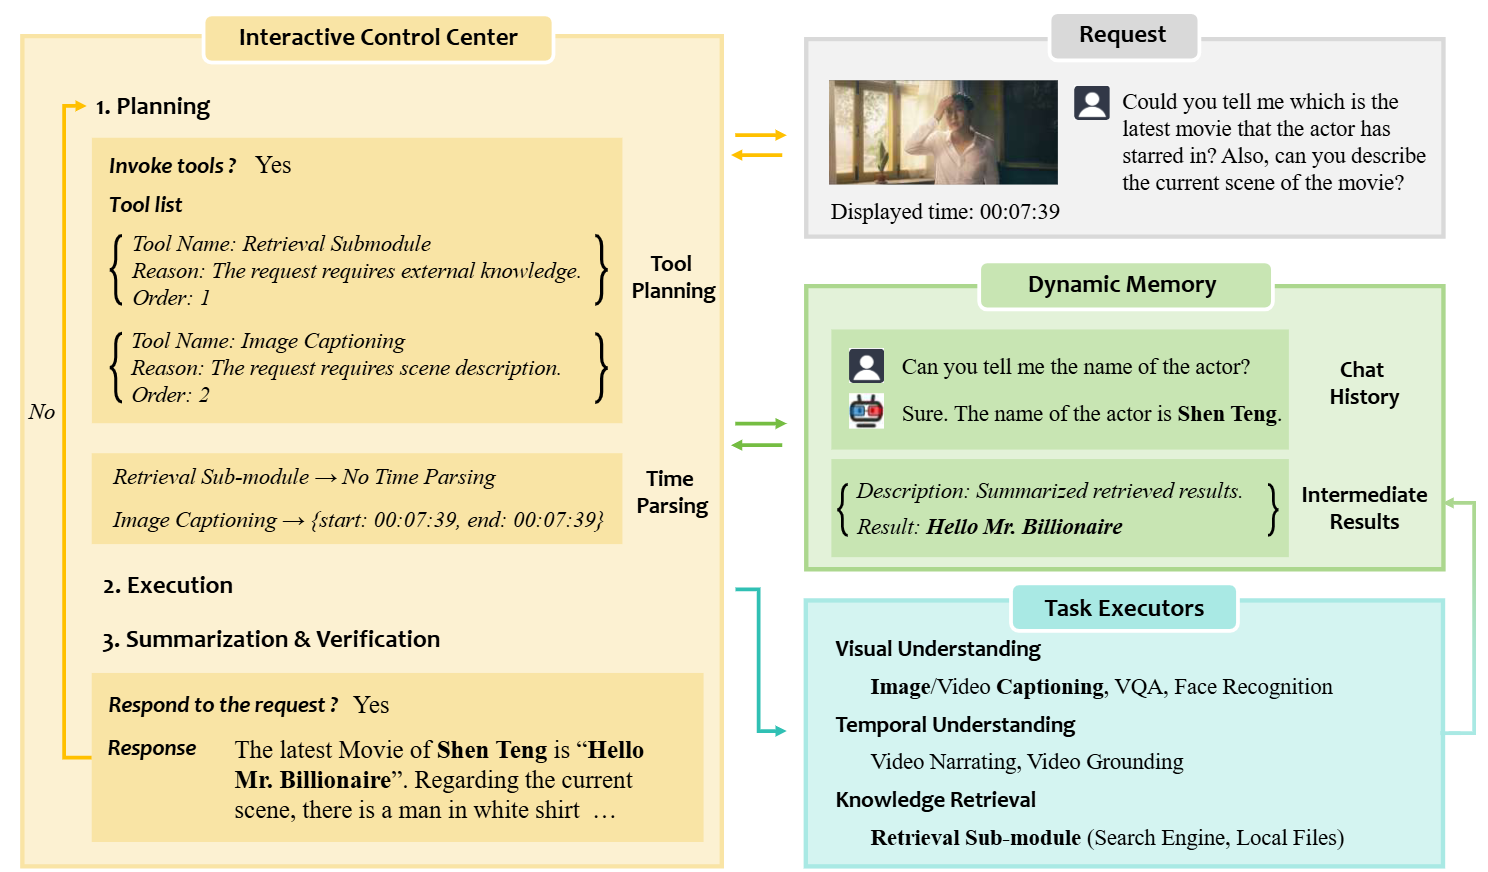 Interactive Control Center
1. Planning
Invoke tools ? Yes
Tool list
Tool Name: Retrieval Submodule
Reason: The request requires external knowledge.
Order: 1
Tool Name: Image Captioning
Reason: The request requires scene description.
Order: 2
Tool
Planning
No
Retrieval Sub-module → No Time Parsing
Image Captioning → {start: 00:07:39, end: 00:07:39}
Time
Parsing
2. Execution
3. Summarization & Verification
Respond to the request ? Yes
Response
The latest Movie of Shen Teng is “Hello
Mr. Billionaire”. Regarding the current
scene, there is a man in white shirt …
Request
Could you tell me which is the
latest movie that the actor has
starred in? Also, can you describe
the current scene of the movie?
Displayed time: 00:07:39
Dynamic Memory
Can you tell me the name of the actor?
Sure. The name of the actor is Shen Teng.
Chat
History
Description: Summarized retrieved results.
Result: Hello Mr. Billionaire
Intermediate
Results
Task Executors
Visual Understanding
Image/Video Captioning, VQA, Face Recognition
Temporal Understanding
Video Narrating, Video Grounding
Knowledge Retrieval
Retrieval Sub-module (Search Engine, Local Files)